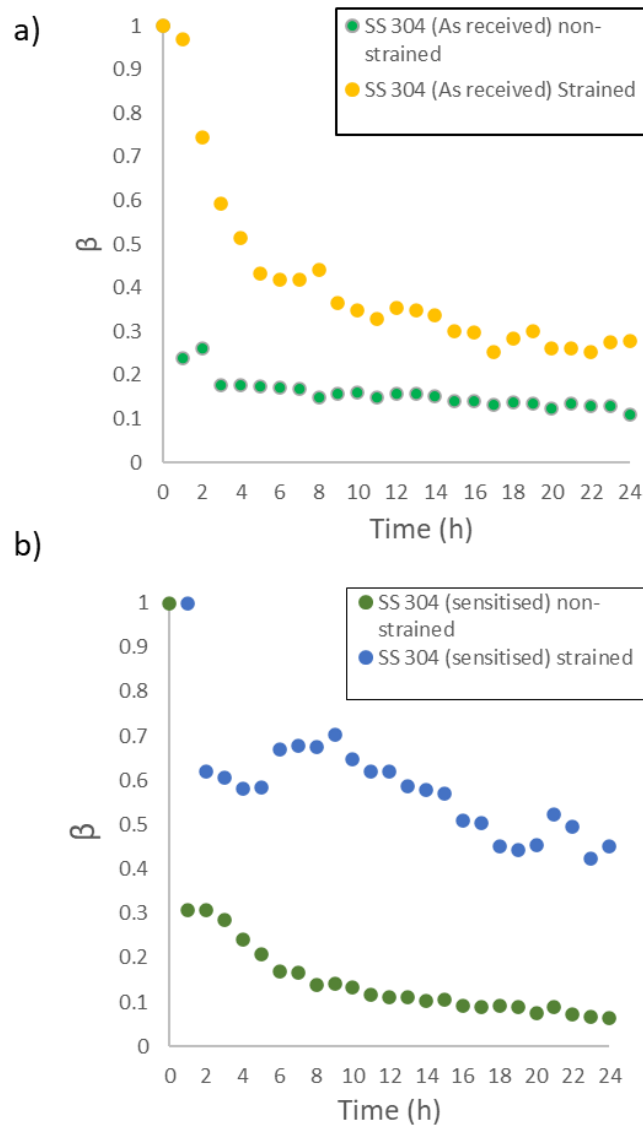 a)
SS 304 (As received) non-
strained
SS 304 (As received) Strained
1
0.9
0.8
0.7
0.6
0.5
0.4
0.3
0.2
0.1
0
β
0 2 4 6 8 10 12 14 16 18 20 22 24
Time (h)
b)
SS 304 (sensitised) non-
strained
SS 304 (sensitised) strained
1
0.9
0.8
0.7
0.6
0.5
0.4
0.3
0.2
0.1
0
β
0 2 4 6 8 10 12 14 16 18 20 22 24
Time (h)